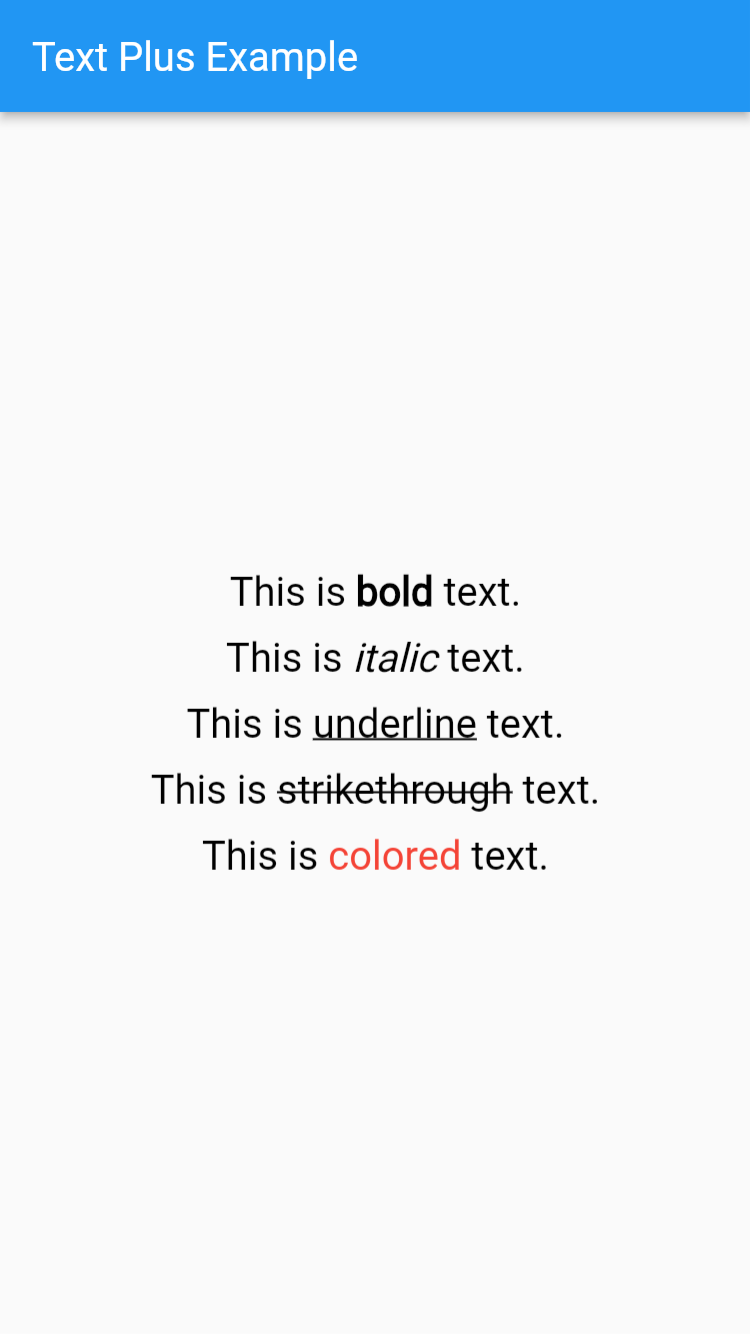 Text Plus Example
This is bold text.
This is italic text.
This is underline text.
This is strikethrough text.
This is colored text.